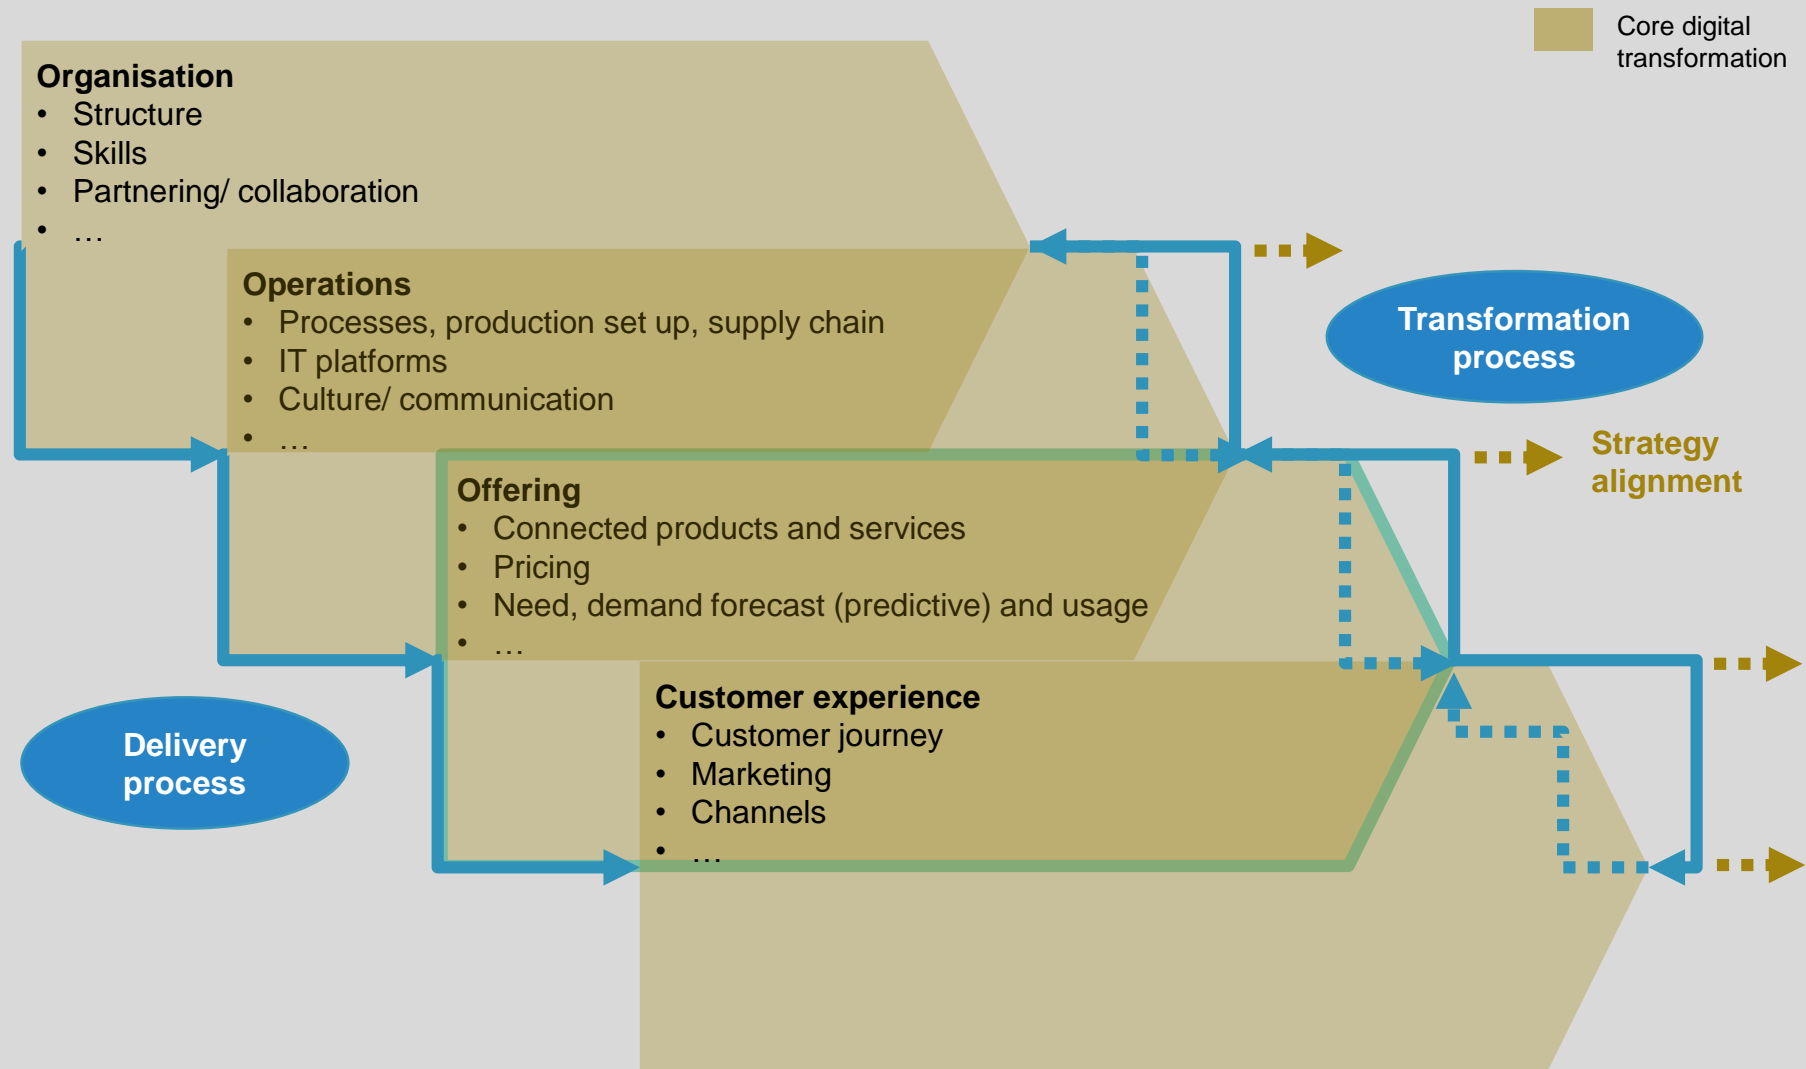 Core digital
transformation
Organisation
• Structure
• Skills
• Partnering/ collaboration
• …
Operations
• Processes, production set up, supply chain
• IT platforms
• Culture/ communication
• …
Transformation
process
Strategy
alignment
Offering
• Connected products and services
• Pricing
• Need, demand forecast (predictive) and usage
• …
Customer experience
• Customer journey
• Marketing
• Channels
• …
Delivery
process